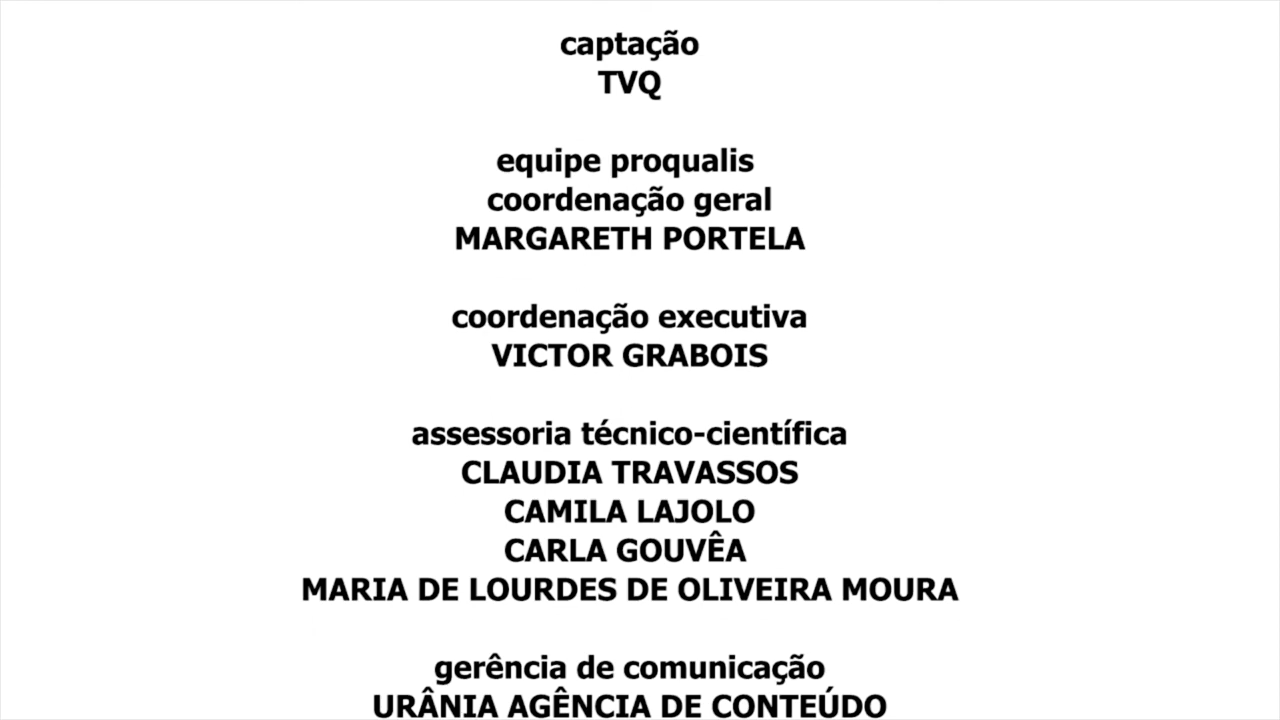 captação
TVQ
equipe proqualis
coordenação geral
MARGARETH PORTELA
coordenação executiva
VICTOR GRABOIS
assessoria técnico-científica
CLAUDIA TRAVASSOS
CAMILA LAJOLO
CARLA GOUVÊA
MARIA DE LOURDES DE OLIVEIRA MOURA
gerência de comunicação
URÂNIA AGÊNCIA DE CONTEÚDO